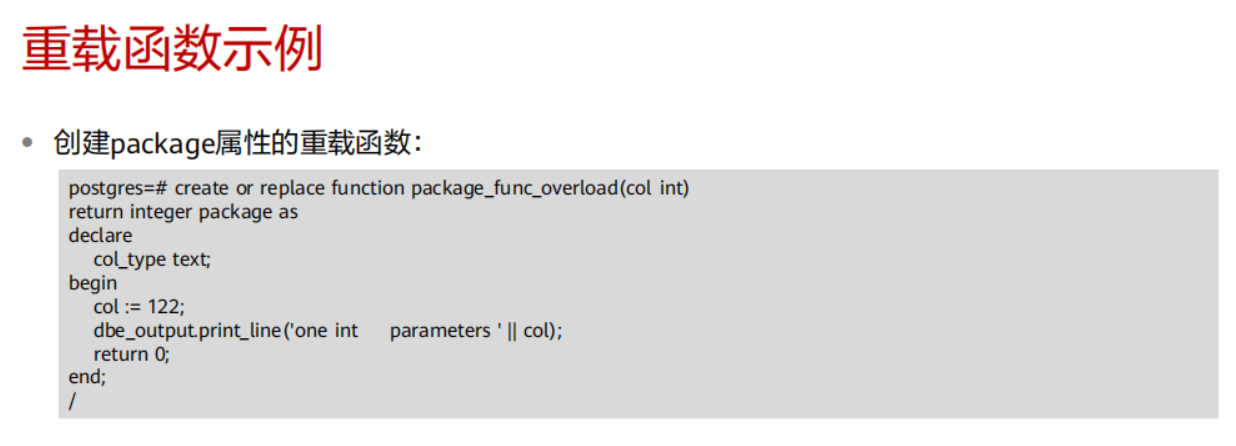 重载函数示例
• 创建package属性的重载函数：
postgres=# create or replace function package_func_overload(col int)
return integer package as
declare
    col_type text;
begin
    col := 122;
    dbe_output.print_line('one int     parameters ' || col);
    return 0;
end;
/